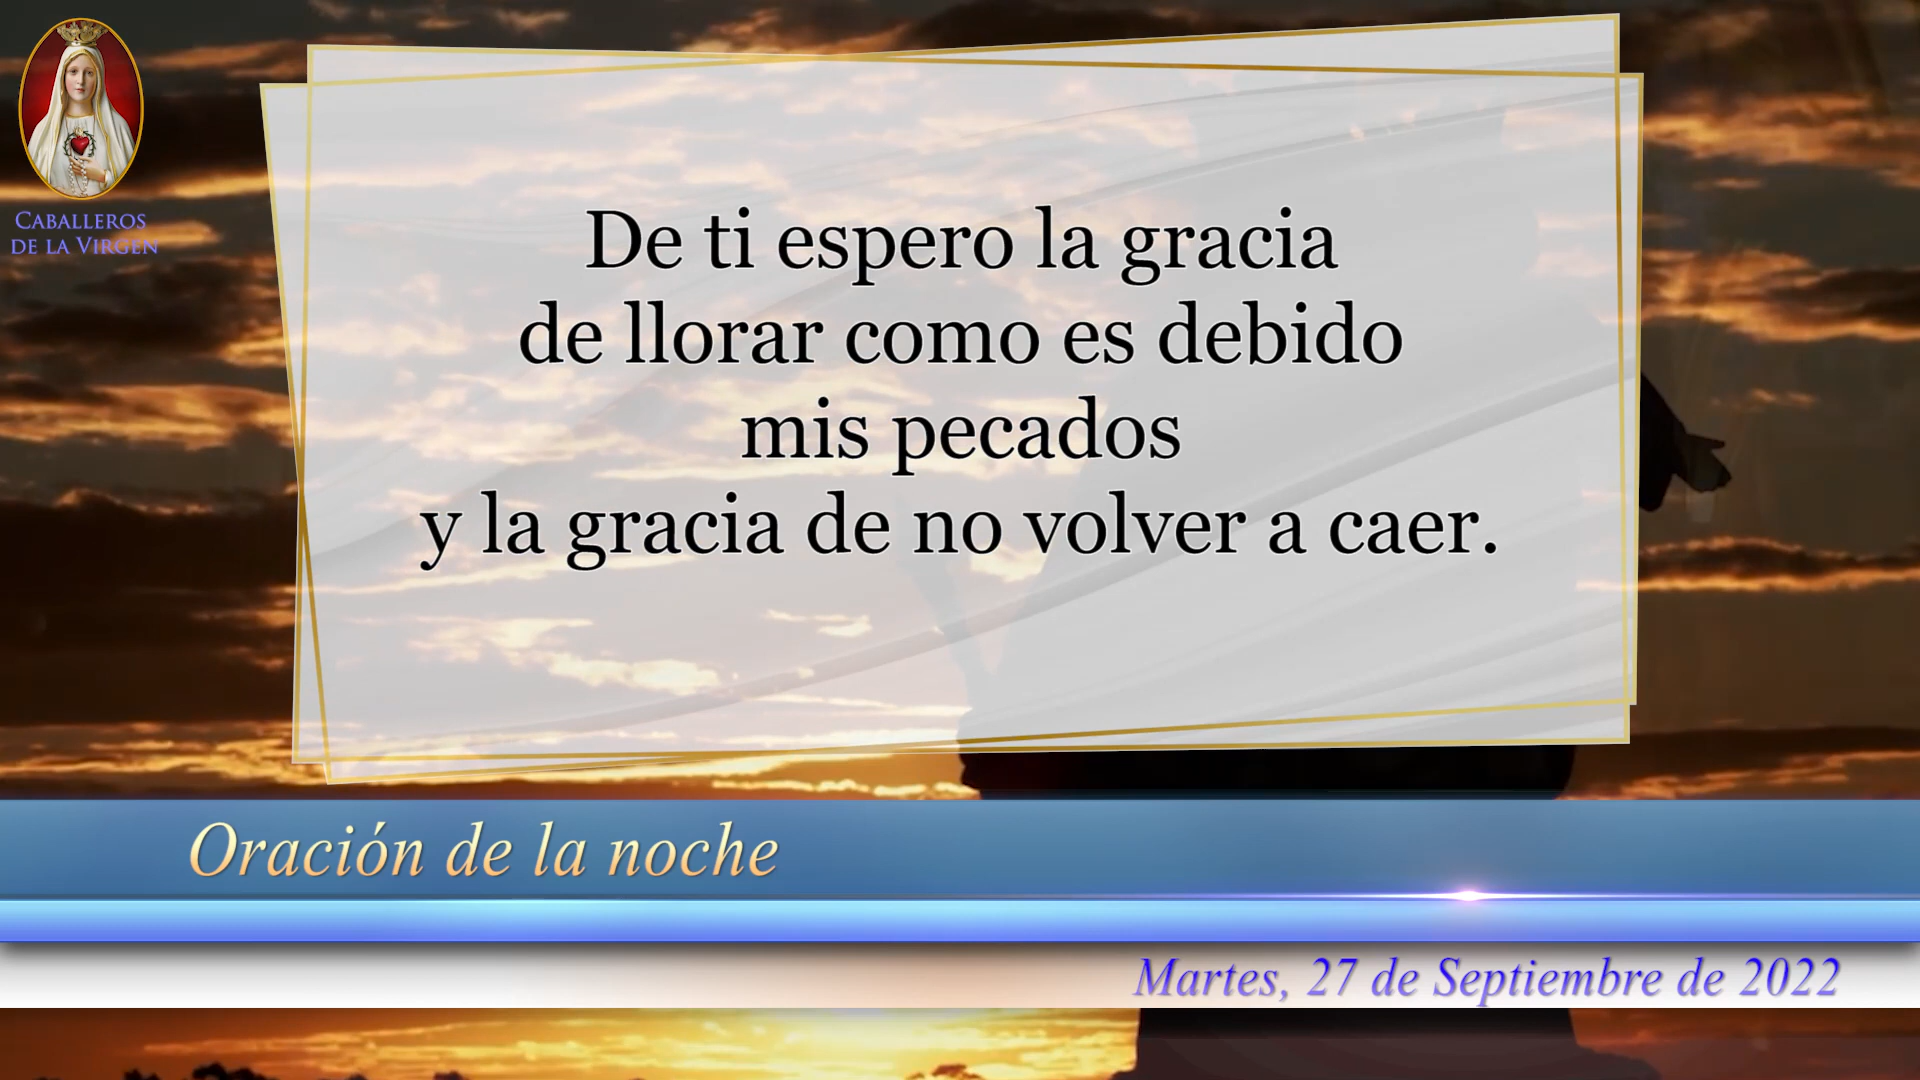 CABALLEROS
DE LA VIRGEN
De ti espero la gracia
de llorar como es debido
mis pecados
y la gracia de no volver a caer.
Oración de la noche
Martes, 27 de Septiembre de 2022